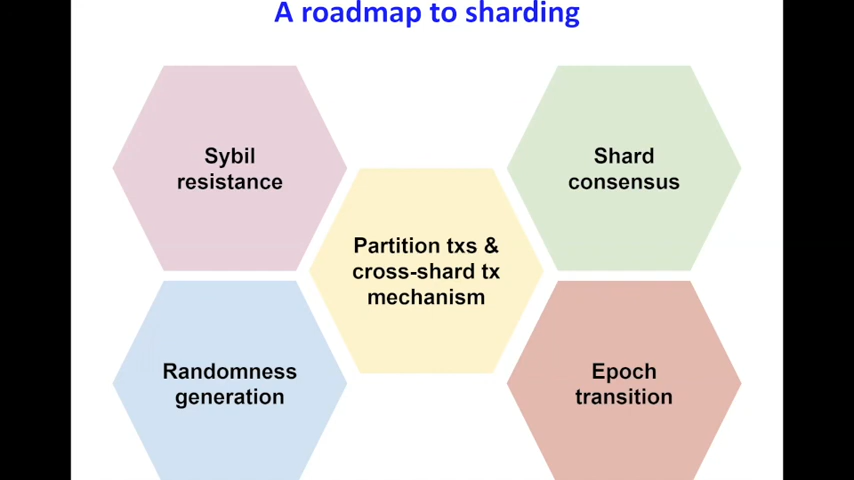 A roadmap to sharding
Sybil
resistance
Shard
consensus
Partition txs &
cross-shard tx
mechanism
Randomness
generation
Epoch
transition